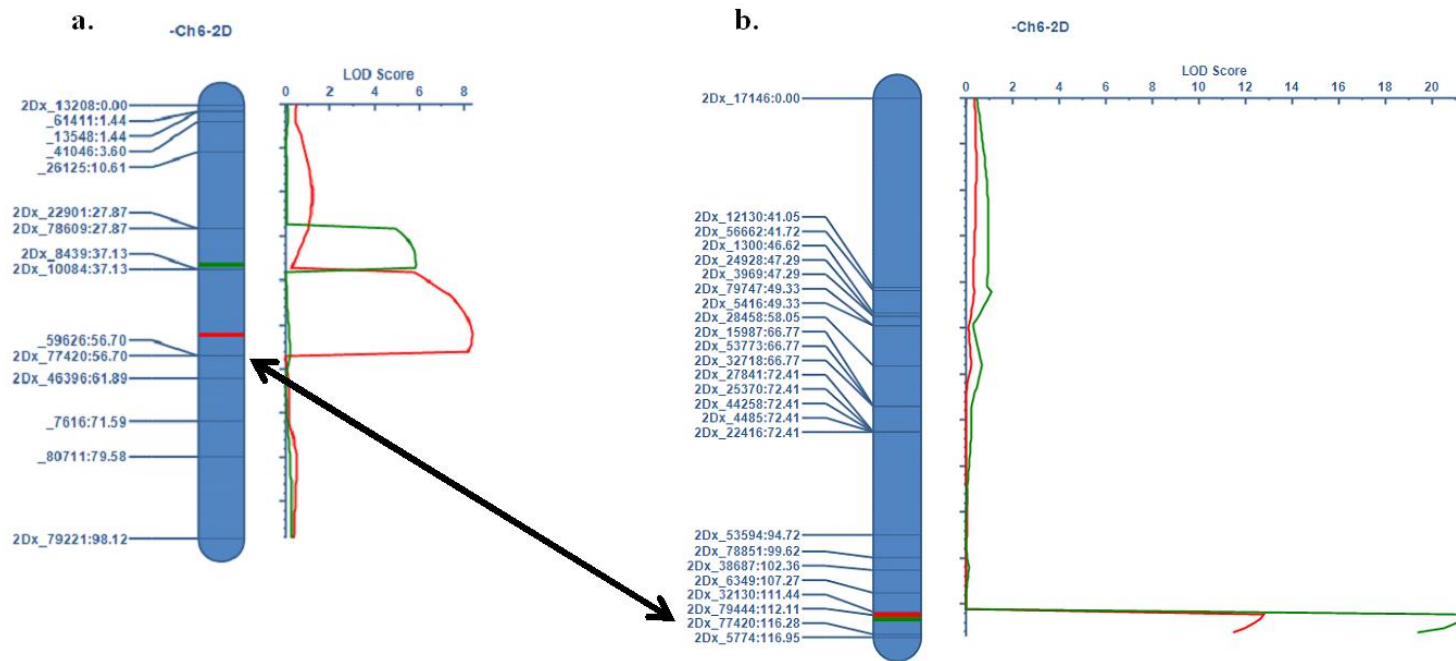 a.
-Ch6-2D
LOD Score
0 2 4 6 8
2Dx_13208:0.00
_61411:1.44
_13548:1.44
_41046:3.60
_26125:10.61
2Dx_22901:27.87
2Dx_78609:27.87
2Dx_8439:37.13
2Dx_10084:37.13
_59626:56.70
2Dx_77420:56.70
2Dx_46396:61.89
_7616:71.59
_80711:79.58
2Dx_79221:98.12
b.
-Ch6-2D
LOD Score
0 2 4 6 8 10 12 14 16 18 20
2Dx_17146:0.00
2Dx_12130:41.05
2Dx_56662:41.72
2Dx_1300:46.62
2Dx_24928:47.29
2Dx_3969:47.29
2Dx_79747:49.33
2Dx_5416:49.33
2Dx_28458:58.05
2Dx_15987:66.77
2Dx_53773:66.77
2Dx_32718:66.77
2Dx_27841:72.41
2Dx_25370:72.41
2Dx_44258:72.41
2Dx_4485:72.41
2Dx_22416:72.41
2Dx_53594:94.72
2Dx_78851:99.62
2Dx_38687:102.36
2Dx_6349:107.27
2Dx_32130:111.44
2Dx_79444:112.11
2Dx_77420:116.28
2Dx_5774:116.95